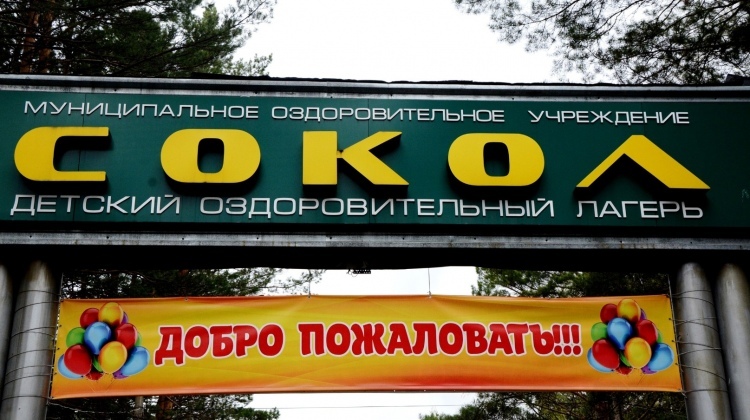 МУНИЦИПАЛЬНОЕ ОЗДОРОВИТЕЛЬНОЕ УЧРЕЖДЕНИЕ
СОКОЛ
ДЕТСКИЙ ОЗДОРОВИТЕЛЬНЫЙ ЛАГЕРЬ
ДОБРО ПОЖАЛОВАТЬ!!!